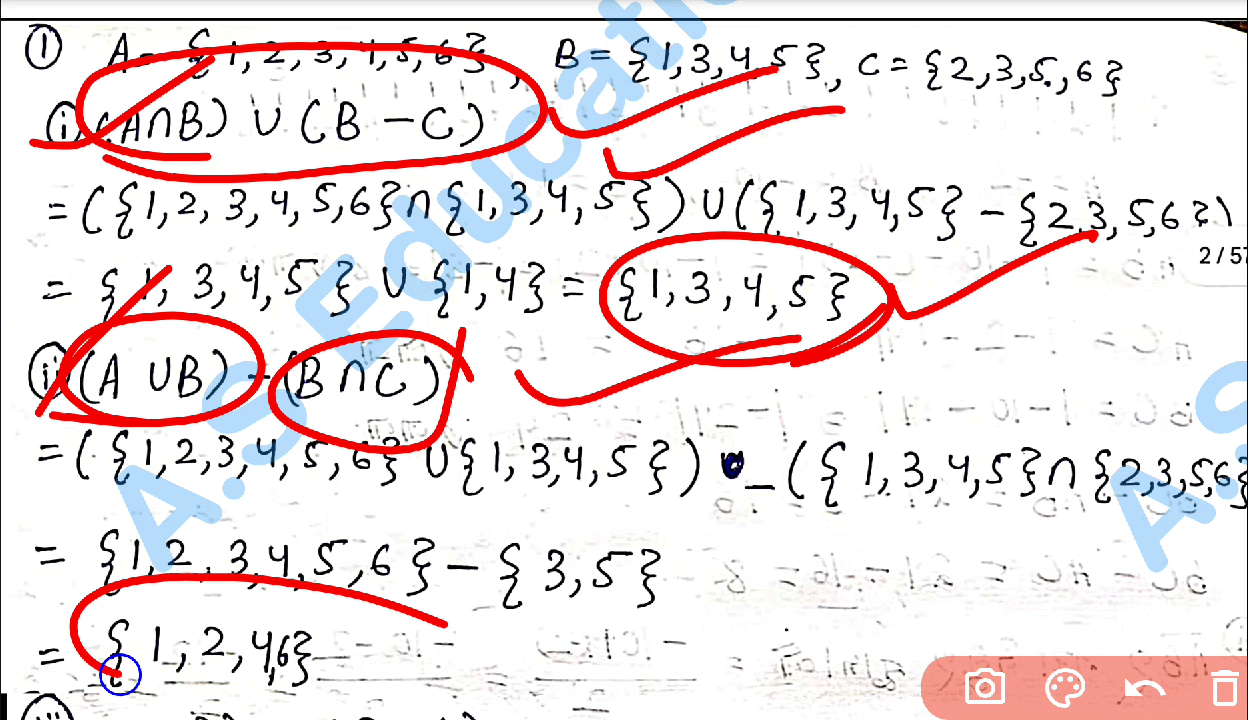 ① A = {1, 2, 3, 4, 5, 6}, B = {1, 3, 4, 5}, C = {2, 3, 5, 6}
(i) (A∩B) ∪ (B – C)
= ({1, 2, 3, 4, 5, 6} ∩ {1, 3, 4, 5}) ∪ ({1, 3, 4, 5} – {2, 3, 5, 6})
2 / 57
= {1, 3, 4, 5} ∪ {1, 4} = {1, 3, 4, 5}
(ii) (A ∪ B) – (B ∩ C)
= ({1, 2, 3, 4, 5, 6} ∪ {1, 3, 4, 5}) – ({1, 3, 4, 5} ∩ {2, 3, 5, 6}
= {1, 2, 3, 4, 5, 6} – {3, 5}
= {1, 2, 4, 6}
(iii)
A.S Educati
A.S